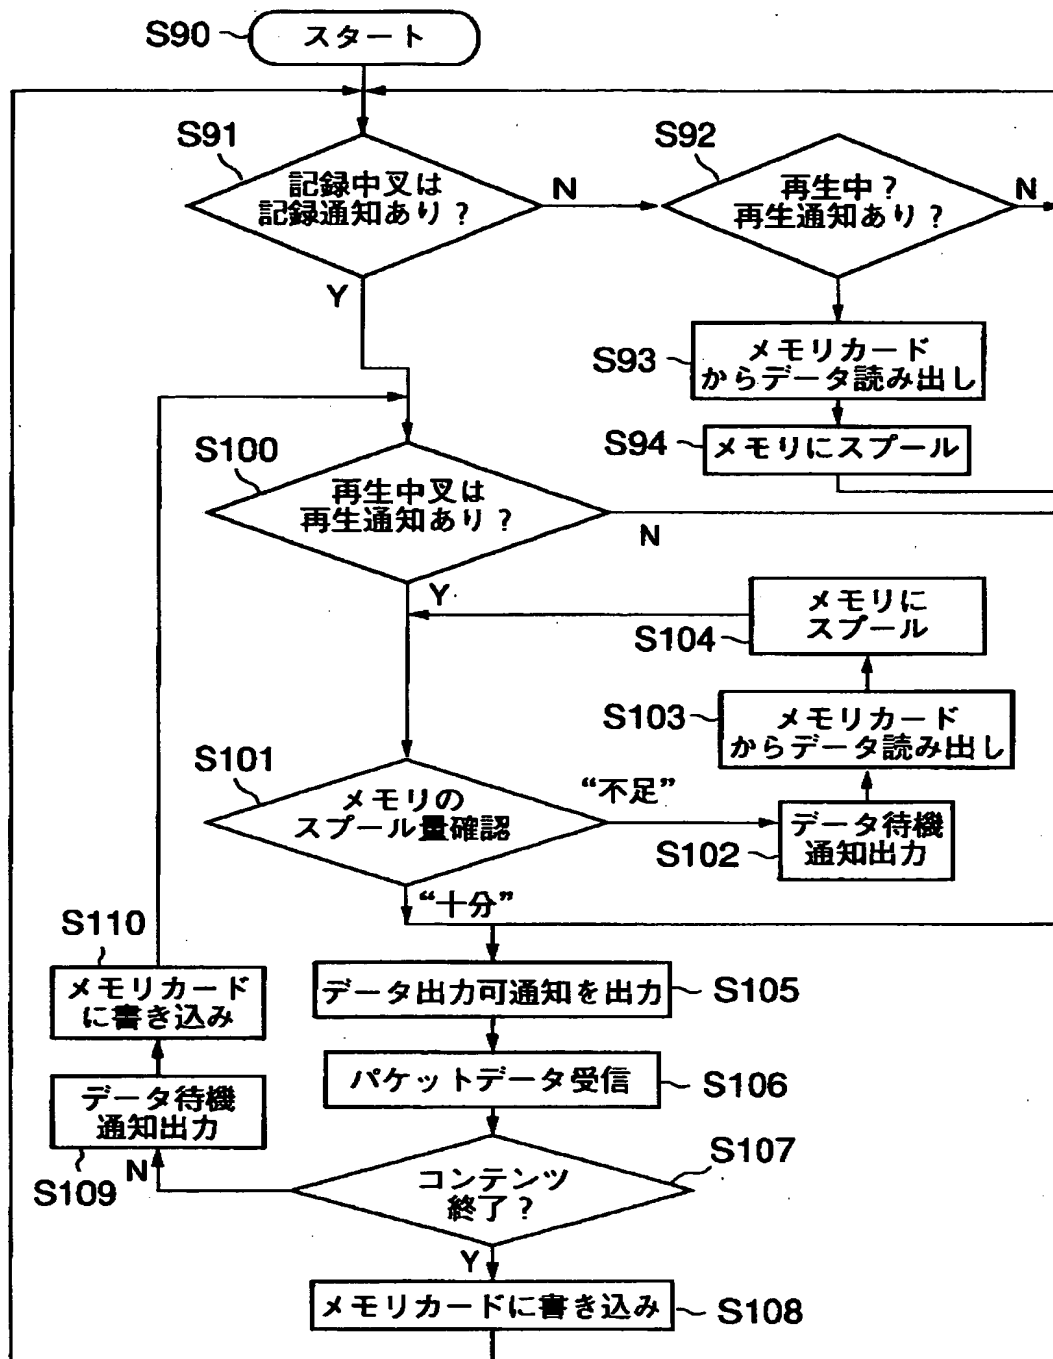 S90
スタート
S91
記録中叉は
記録通知あり?
N
Y
S92
再生中?
再生通知あり?
N
S93
メモリカード
からデータ読み出し
S94
メモリにスプール
S100
再生中叉は
再生通知あり?
N
Y
メモリに
スプール
S104
S103
メモリカード
からデータ読み出し
S101
メモリの
スプール量確認
“不足”
S102
データ待機
通知出力
“十分”
S110
メモリカード
に書き込み
データ出力可通知を出力
S105
パケットデータ受信
S106
データ待機
通知出力
S109
N
コンテンツ
終了?
S107
Y
メモリカードに書き込み
S108